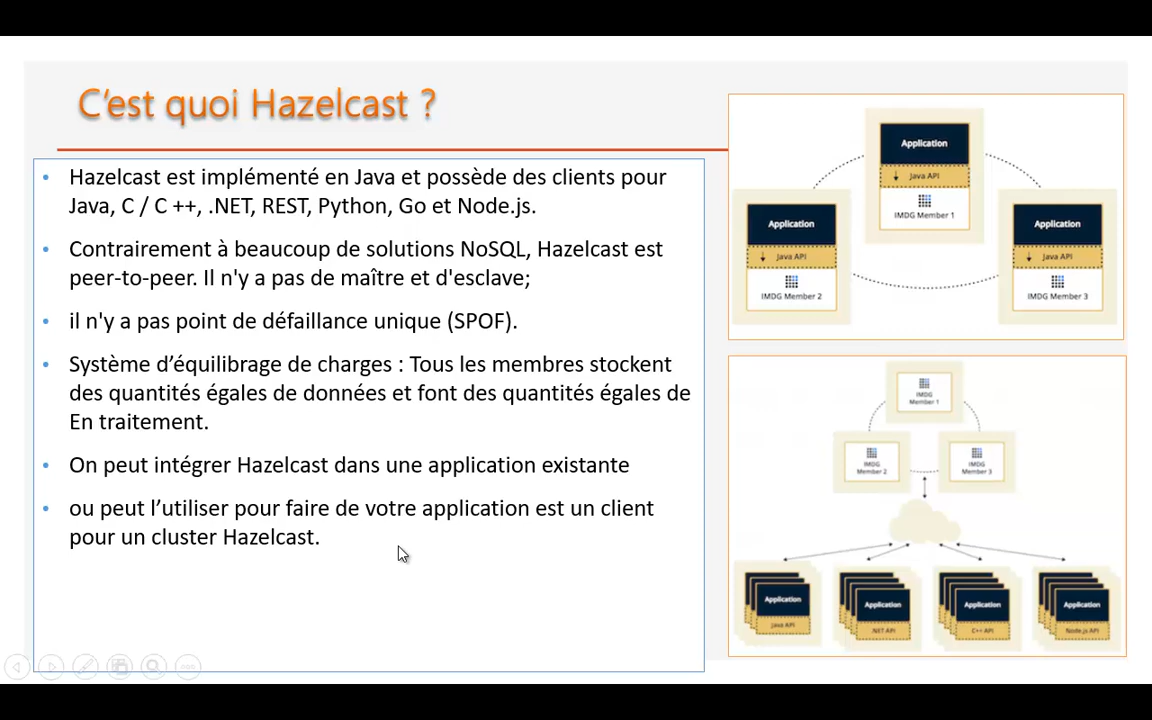 C'est quoi Hazelcast ?
• Hazelcast est implémenté en Java et possède des clients pour
Java, C / C ++, .NET, REST, Python, Go et Node.js.
• Contrairement à beaucoup de solutions NoSQL, Hazelcast est
peer-to-peer. Il n'y a pas de maître et d'esclave;
• il n'y a pas point de défaillance unique (SPOF).
• Système d’équilibrage de charges : Tous les membres stockent
des quantités égales de données et font des quantités égales de
En traitement.
• On peut intégrer Hazelcast dans une application existante
• ou peut l’utiliser pour faire de votre application est un client
pour un cluster Hazelcast.
Application
Java API
IMDG Member 1
Application
Java API
IMDG Member 2
Application
Java API
IMDG Member 3
IMDG
Member 1
IMDG
Member 2
IMDG
Member 3
Application
Java API
Application
.NET API
Application
C++ API
Application
Node.js API